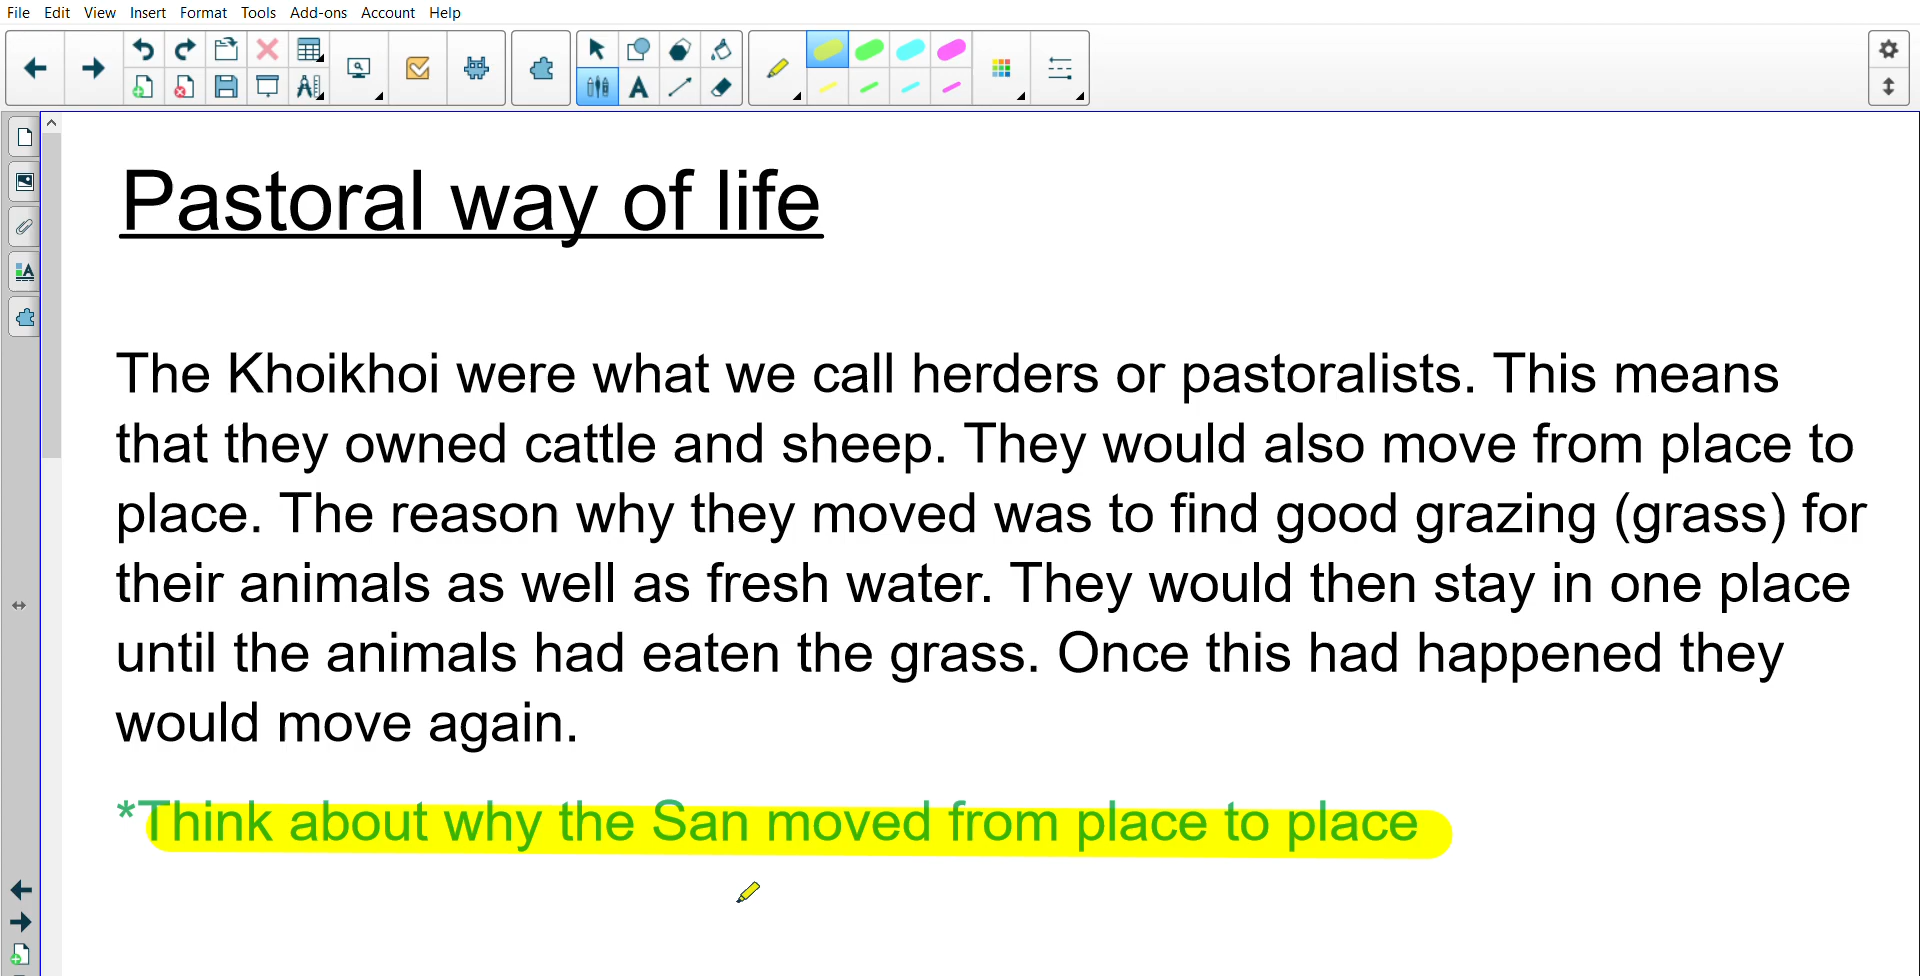 File Edit View Insert Format Tools Add-ons Account Help
Pastoral way of life
The Khoikhoi were what we call herders or pastoralists. This means
that they owned cattle and sheep. They would also move from place to
place. The reason why they moved was to find good grazing (grass) for
their animals as well as fresh water. They would then stay in one place
until the animals had eaten the grass. Once this had happened they
would move again.
*Think about why the San moved from place to place